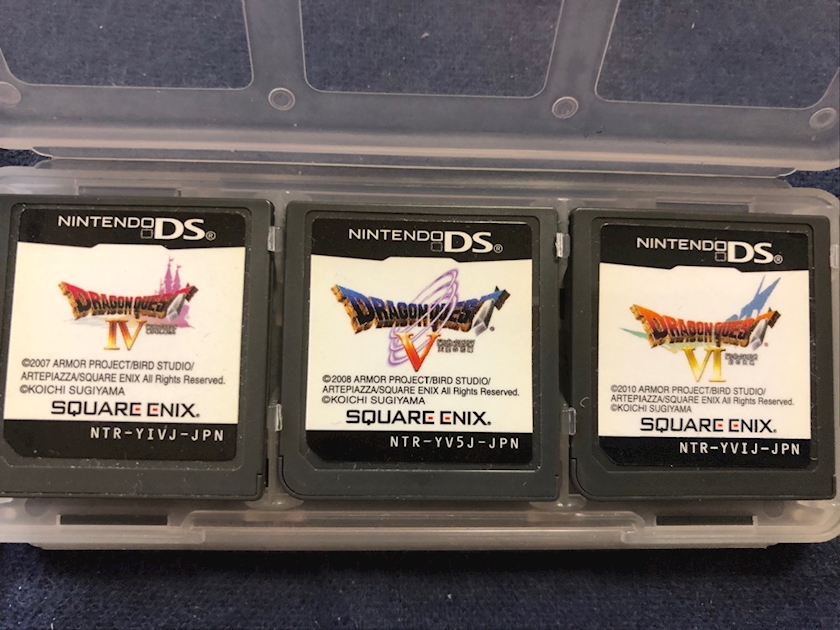 NINTENDO DS®
DRAGON QUEST
IV
©2007 ARMOR PROJECT/BIRD STUDIO/
ARTEPIAZZA/SQUARE ENIX All Rights Reserved.
©KOICHI SUGIYAMA
SQUARE ENIX®
NTR-YIVJ-JPN
NINTENDO DS®
DRAGON QUEST
V
©2008 ARMOR PROJECT/BIRD STUDIO/
ARTEPIAZZA/SQUARE ENIX All Rights Reserved.
©KOICHI SUGIYAMA
SQUARE ENIX®
NTR-YV5J-JPN
NINTENDO DS®
DRAGON QUEST
VI
©2010 ARMOR PROJECT/BIRD STUDIO/
ARTEPIAZZA/SQUARE ENIX All Rights Reserved.
©KOICHI SUGIYAMA
SQUARE ENIX®
NTR-YVIJ-JPN